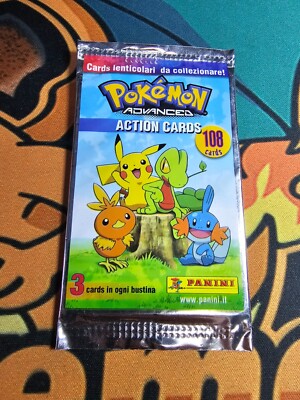 Cards lenticolari da collezionare!
POKéMON
ADVANCED
ACTION CARDS
108
cards
3 cards in ogni bustina
PANINI
www.panini.it